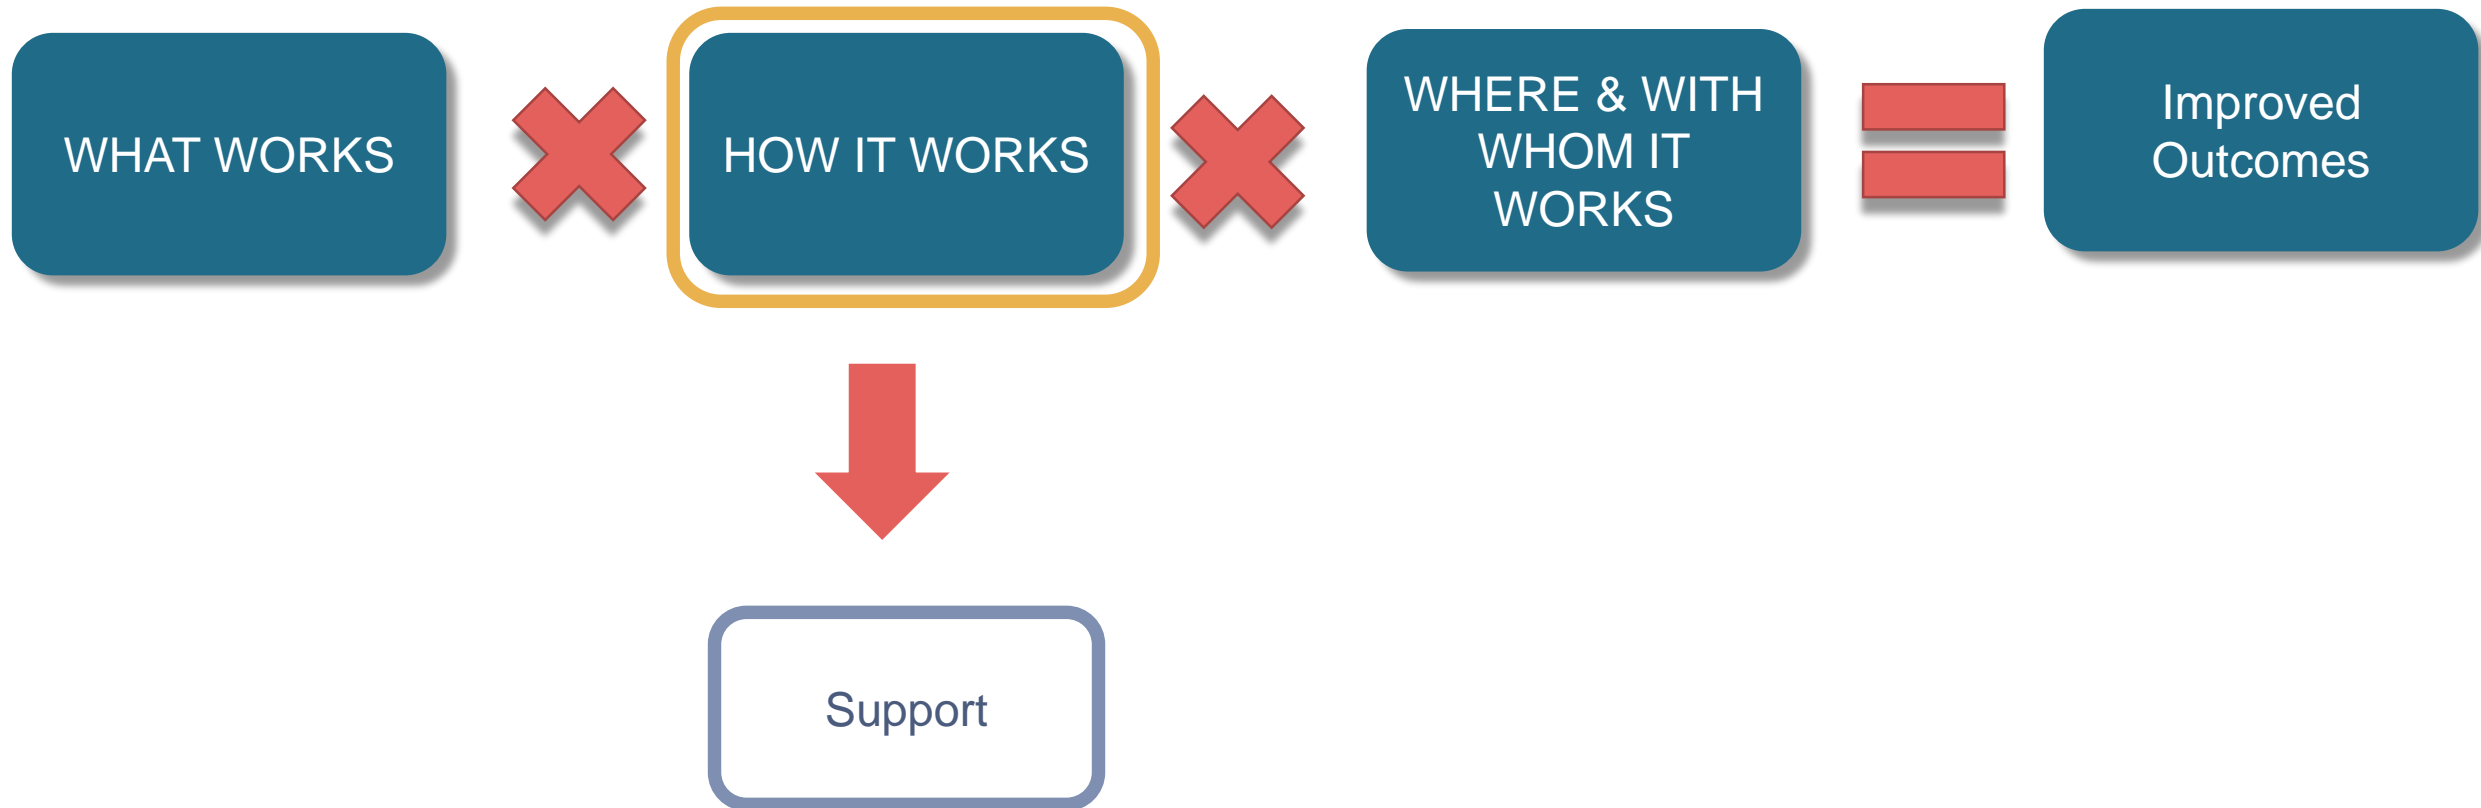 WHAT WORKS
HOW IT WORKS
WHERE & WITH
WHOM IT
WORKS
Improved
Outcomes
Support